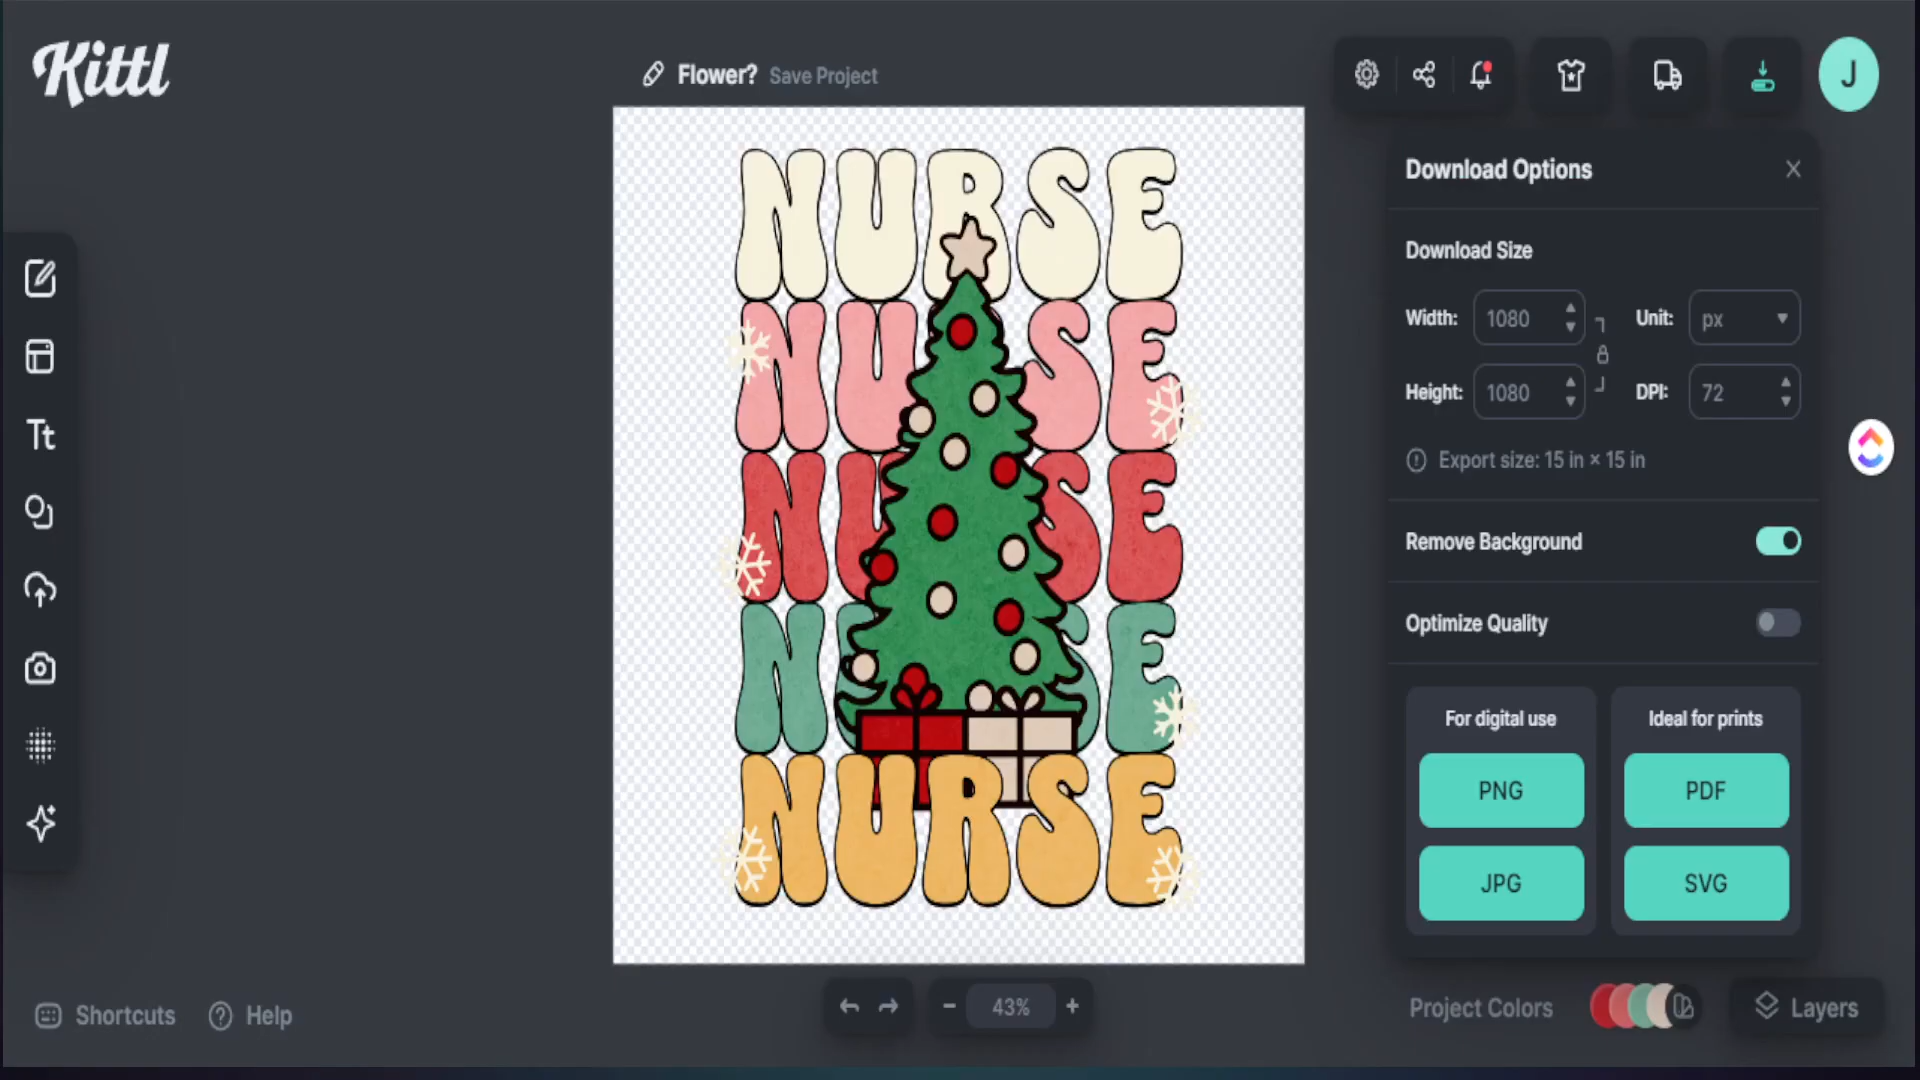 Kittl
Flower? Save Project
J
NURSE
NURSE
NURSE
NURSE
NURSE
Download Options
Download Size
Width: 1080 Unit: px
Height: 1080 DPI: 72
Export size: 15 in × 15 in
Remove Background
Optimize Quality
For digital use
Ideal for prints
PNG
PDF
JPG
SVG
Tt
Shortcuts
Help
43%
Project Colors
Layers